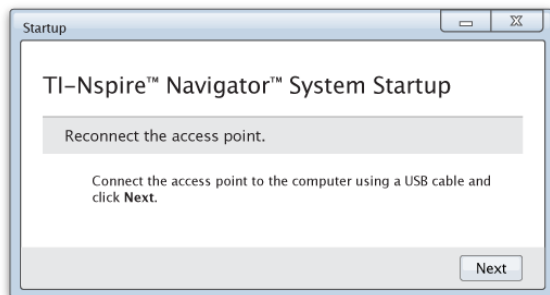 Startup
TI-Nspire™ Navigator™ System Startup
Reconnect the access point.
Connect the access point to the computer using a USB cable and
click Next.
Next